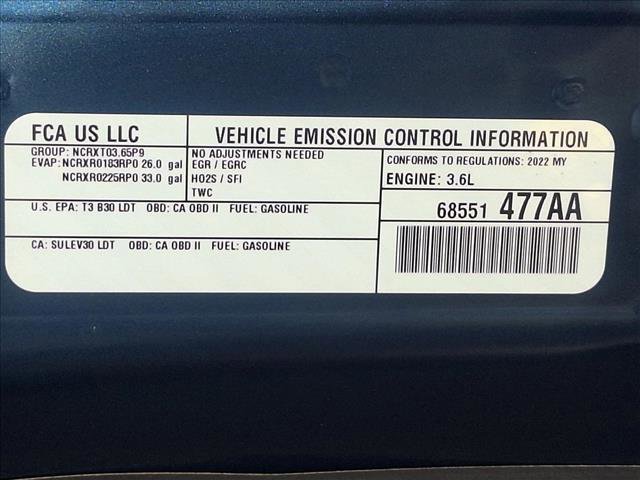 FCA US LLC
VEHICLE EMISSION CONTROL INFORMATION
GROUP: NCRXT03.65P9
EVAP: NCRXR0183RP0 26.0 gal
NCRXR0225RP0 33.0 gal
NO ADJUSTMENTS NEEDED
EGR / EGRC
HO2S / SFI
TWC
CONFORMS TO REGULATIONS: 2022 MY
ENGINE: 3.6L
U.S. EPA: T3 B30 LDT OBD: CA OBD II FUEL: GASOLINE
CA: SULEV30 LDT OBD: CA OBD II FUEL: GASOLINE
68551 477AA